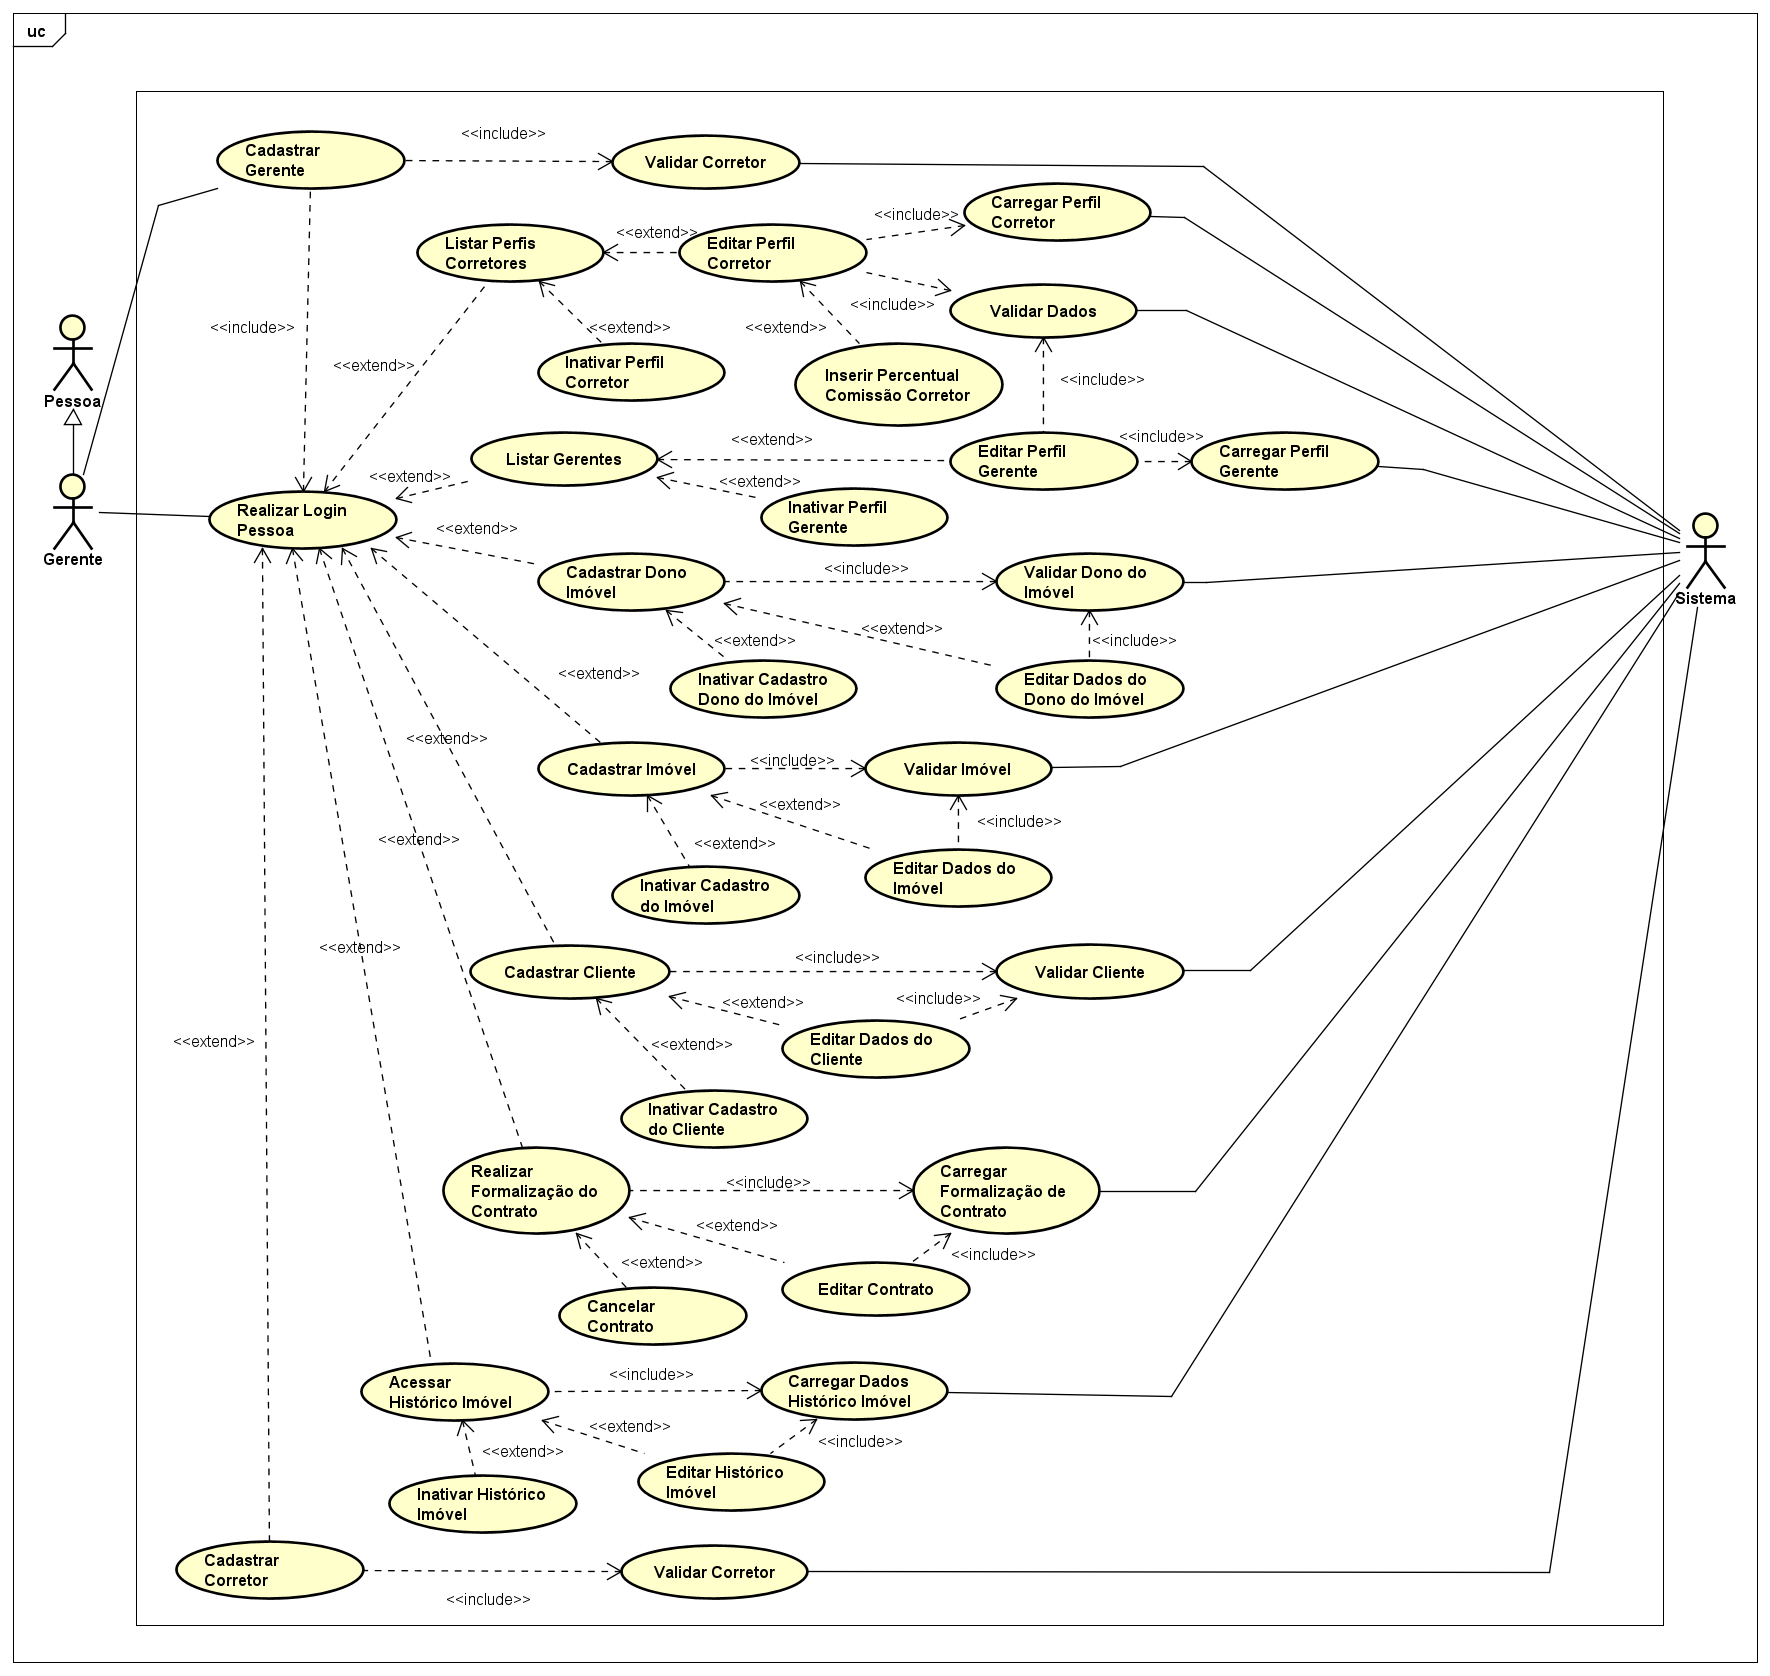 uc
Cadastrar
Gerente
<<include>>
Validar Corretor
Carregar Perfil
Corretor
<<include>>
Listar Perfis
Corretores
<<extend>>
Editar Perfil
Corretor
<<include>>
Validar Dados
<<include>>
<<extend>>
<<extend>>
<<extend>>
Inativar Perfil
Corretor
Inserir Percentual
Comissão Corretor
<<include>>
Pessoa
Listar Gerentes
<<extend>>
Editar Perfil
Gerente
<<include>>
Carregar Perfil
Gerente
<<extend>>
<<extend>>
Inativar Perfil
Gerente
Realizar Login
Pessoa
Gerente
<<extend>>
Cadastrar Dono
Imóvel
<<include>>
Validar Dono do
Imóvel
Sistema
<<extend>>
<<extend>>
<<include>>
Inativar Cadastro
Dono do Imóvel
Editar Dados do
Dono do Imóvel
<<extend>>
<<extend>>
Cadastrar Imóvel
<<include>>
Validar Imóvel
<<extend>>
<<include>>
<<extend>>
<<extend>>
Inativar Cadastro
do Imóvel
Editar Dados do
Imóvel
<<extend>>
Cadastrar Cliente
<<include>>
Validar Cliente
<<extend>>
<<include>>
<<extend>>
<<extend>>
Editar Dados do
Cliente
Inativar Cadastro
do Cliente
Realizar
Formalização do
Contrato
<<include>>
Carregar
Formalização de
Contrato
<<extend>>
<<include>>
<<extend>>
Editar Contrato
Cancelar
Contrato
Acessar
Histórico Imóvel
<<include>>
Carregar Dados
Histórico Imóvel
<<extend>>
<<include>>
<<extend>>
Editar Histórico
Imóvel
Inativar Histórico
Imóvel
Cadastrar
Corretor
<<include>>
Validar Corretor